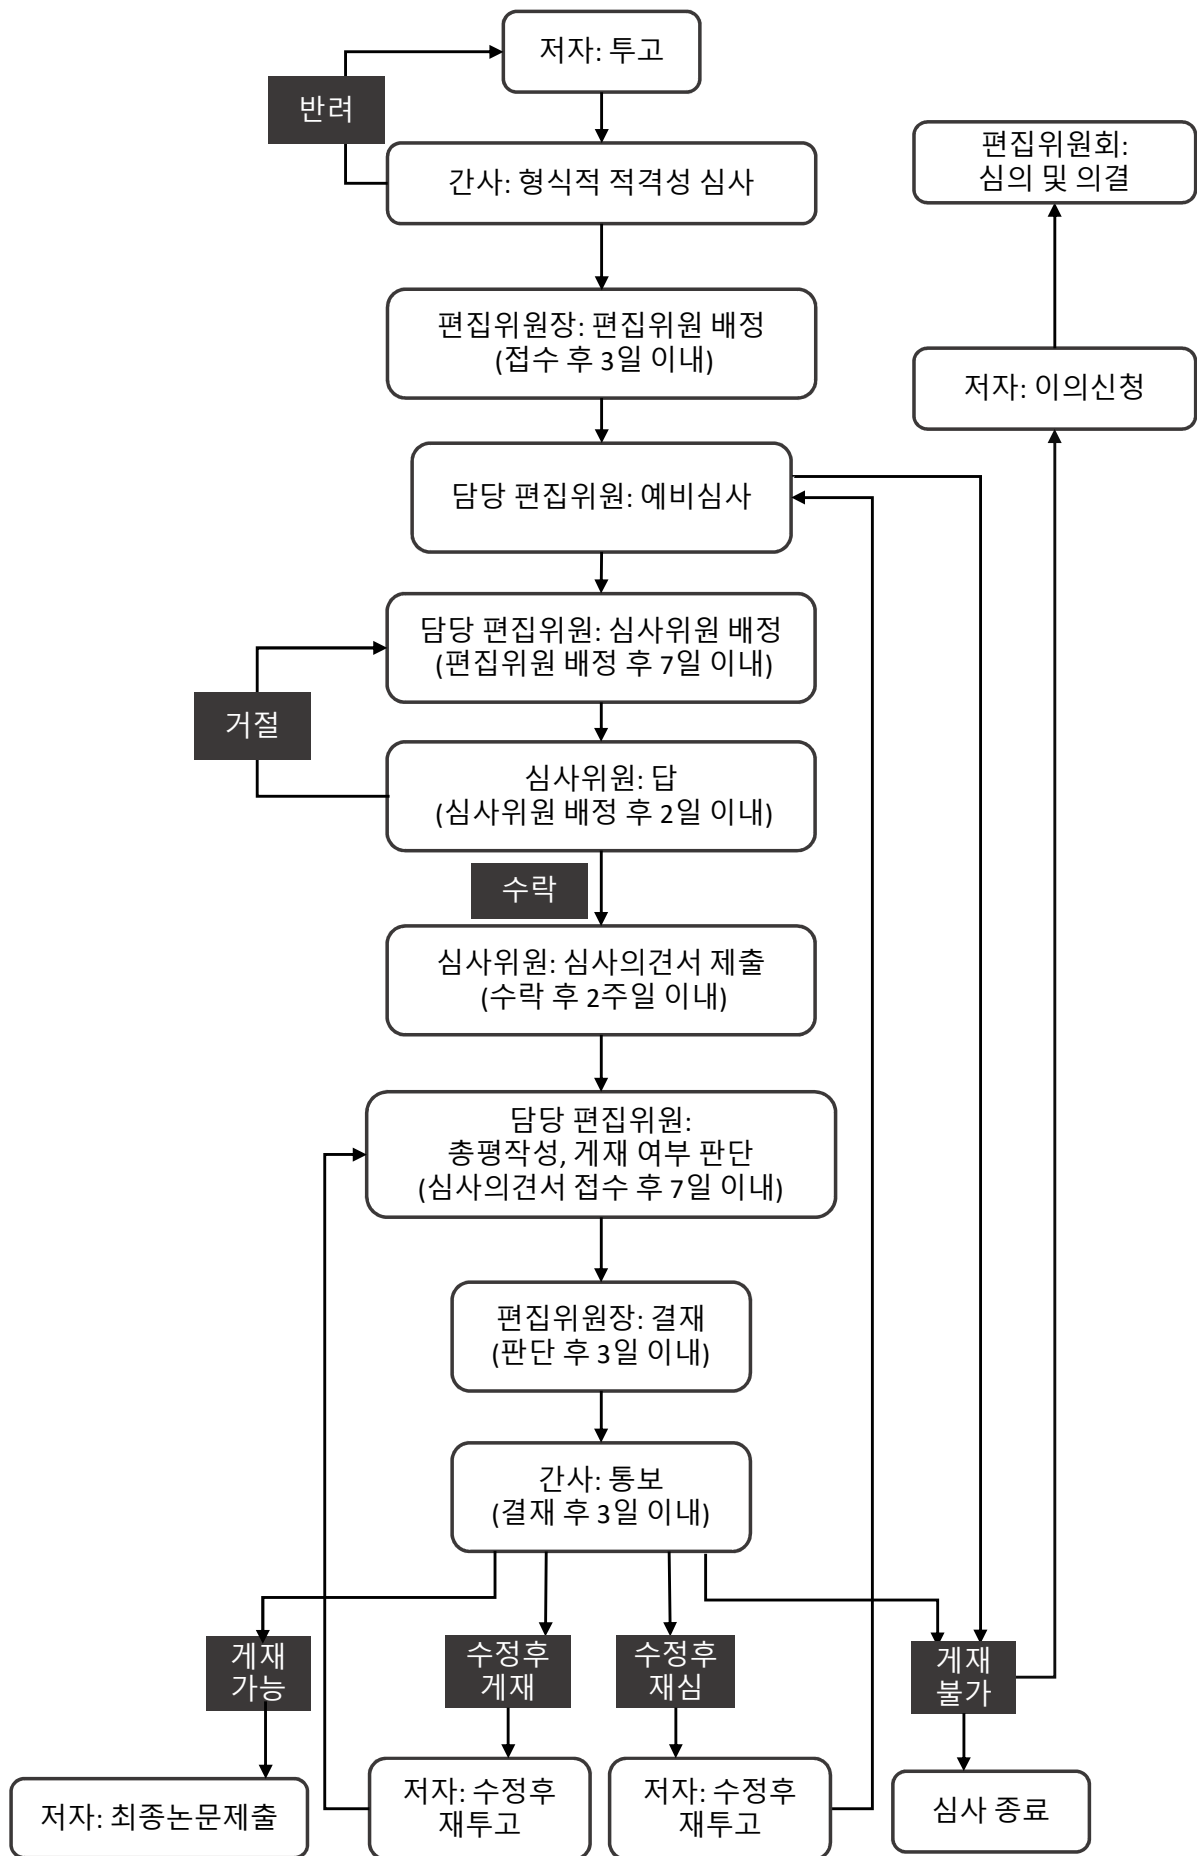 저자: 투고
반려
간사: 형식적 적격성 심사
편집위원회:
심의 및 의결
편집위원장: 편집위원 배정
(접수 후 3일 이내)
저자: 이의신청
담당 편집위원: 예비심사
담당 편집위원: 심사위원 배정
(편집위원 배정 후 7일 이내)
거절
심사위원: 답
(심사위원 배정 후 2일 이내)
수락
심사위원: 심사의견서 제출
(수락 후 2주일 이내)
담당 편집위원:
총평작성, 게재 여부 판단
(심사의견서 접수 후 7일 이내)
편집위원장: 결재
(판단 후 3일 이내)
간사: 통보
(결재 후 3일 이내)
게재
가능
수정후
게재
수정후
재심
게재
불가
저자: 최종논문제출
저자: 수정후
재투고
저자: 수정후
재투고
심사 종료